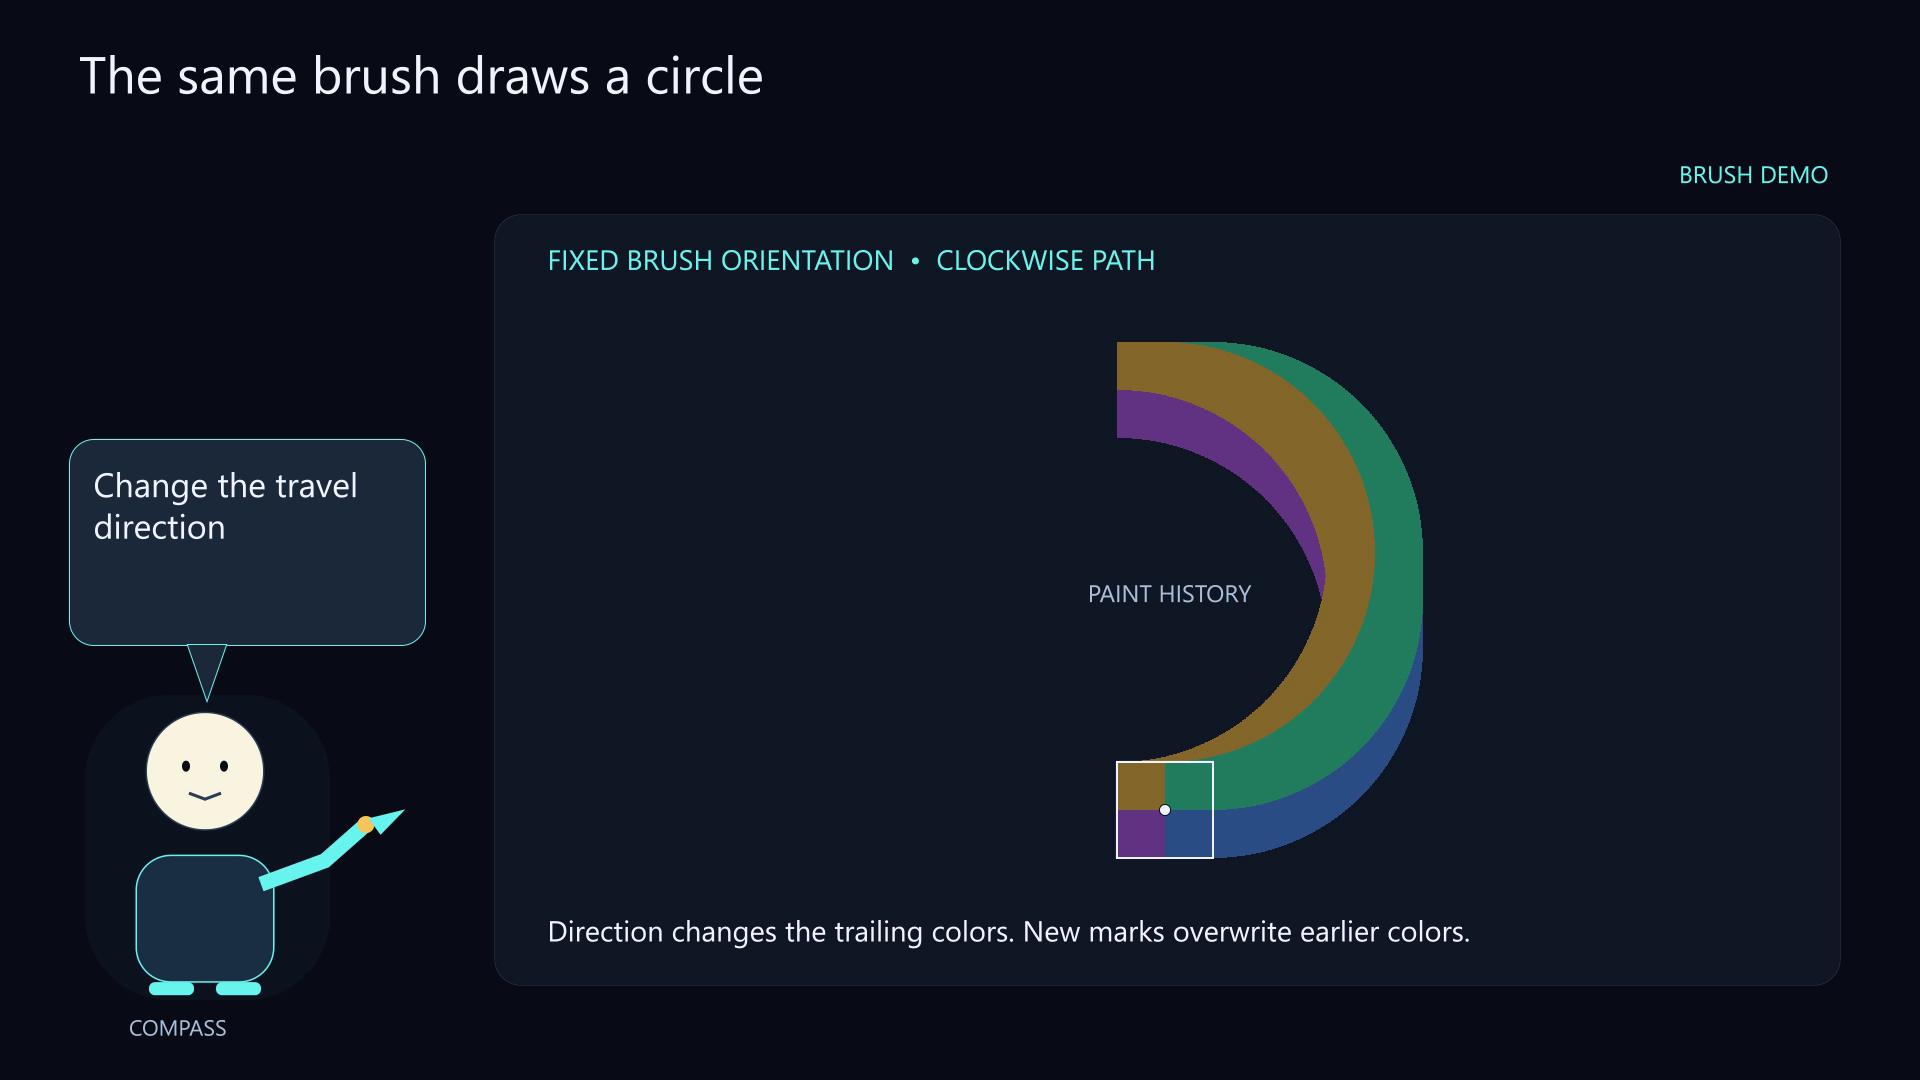 The same brush draws a circle
BRUSH DEMO
FIXED BRUSH ORIENTATION • CLOCKWISE PATH
Change the travel
direction
PAINT HISTORY
Direction changes the trailing colors. New marks overwrite earlier colors.
COMPASS